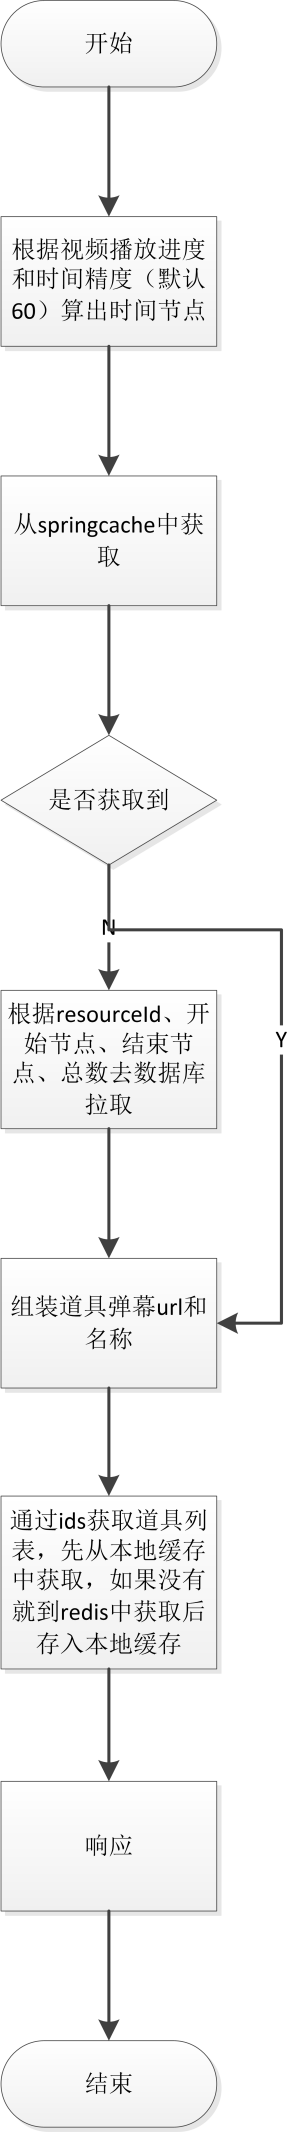 开始
根据视频播放进度
和时间精度（默认
60）算出时间节点
从springcache中获
取
是否获取到
N
根据resourceId、开
始节点、结束节
点、总数去数据库
拉取
Y
组装道具弹幕url和
名称
通过ids获取道具列
表，先从本地缓存
中获取，如果没有
就到redis中获取后
存入本地缓存
响应
结束